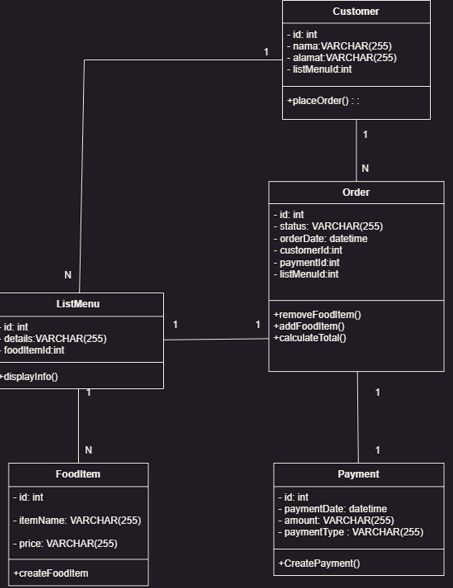 Customer
- id: int
- nama:VARCHAR(255)
- alamat:VARCHAR(255)
- listMenuId:int
+placeOrder() : :
1
1
N
Order
- id: int
- status: VARCHAR(255)
- orderDate: datetime
- customerId:int
- paymentId:int
- listMenuId:int
+removeFoodItem()
+addFoodItem()
+calculateTotal()
N
ListMenu
- id: int
- details:VARCHAR(255)
- foodItemId:int
+displayInfo()
1
1
1
N
1
1
FoodItem
- id: int
- itemName: VARCHAR(255)
- price: VARCHAR(255)
+createFoodItem
Payment
- id: int
- paymentDate: datetime
- amount: VARCHAR(255)
- paymentType : VARCHAR(255)
+CreatePayment()